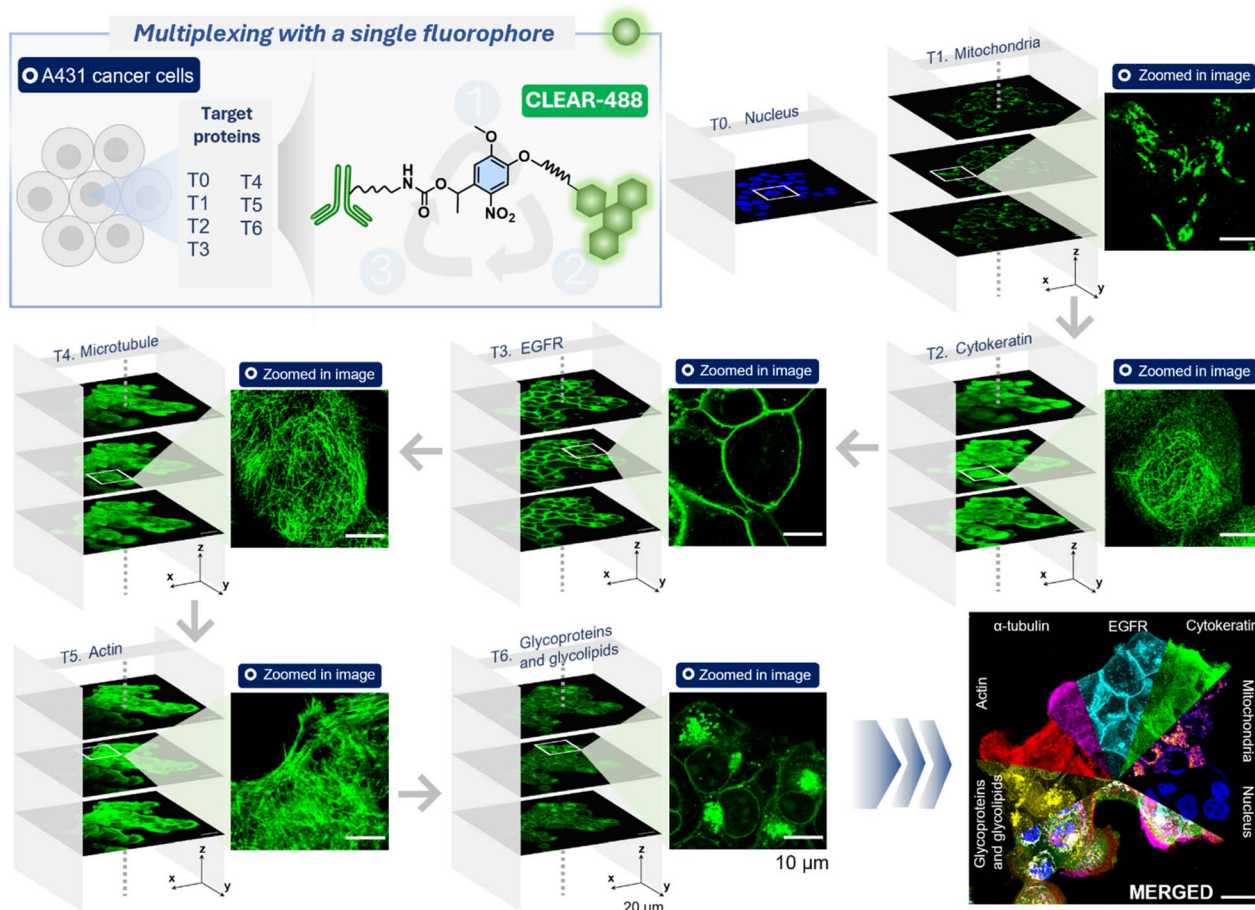 Multiplexing with a single fluorophore
A431 cancer cells
Target
proteins
T0 T4
T1 T5
T2 T6
T3
CLEAR-488
1
2
3
H
N
O
O
O
O
NO₂
T0. Nucleus
T1. Mitochondria
Zoomed in image
z
x
y
T4. Microtubule
Zoomed in image
z
x
y
T3. EGFR
Zoomed in image
z
x
y
T2. Cytokeratin
Zoomed in image
z
x
y
T5. Actin
Zoomed in image
z
x
y
T6. Glycoproteins
and glycolipids
Zoomed in image
10 µm
z
x
y
20 µm
α-tubulin EGFR Cytokeratin
Actin
Mitochondria
Nucleus
Glycoproteins
and glycolipids
MERGED